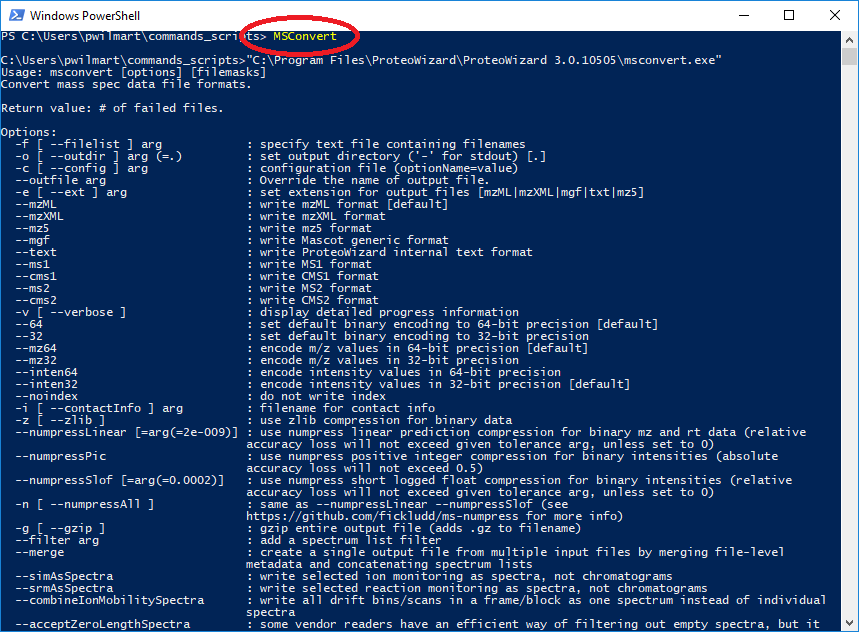 Windows PowerShell
PS C:\Users\pwilmart\commands_scripts> MSConvert
C:\Users\pwilmart\commands_scripts>"C:\Program Files\ProteoWizard\ProteoWizard 3.0.10505\msconvert.exe"
Usage: msconvert [options] [filemasks]
Convert mass spec data file formats.
Return value: # of failed files.
Options:
-f [ --filelist ] arg : specify text file containing filenames
-o [ --outdir ] arg (=.) : set output directory ('-' for stdout) [.]
-c [ --config ] arg : configuration file (optionName=value)
--outfile arg : Override the name of output file.
-e [ --ext ] arg : set extension for output files [mzML|mzXML|mgf|txt|mz5]
--mzML : write mzML format [default]
--mzXML : write mzXML format
--mz5 : write mz5 format
--mgf : write Mascot generic format
--text : write ProteoWizard internal text format
--ms1 : write MS1 format
--cms1 : write CMS1 format
--ms2 : write MS2 format
--cms2 : write CMS2 format
-v [ --verbose ] : display detailed progress information
--64 : set default binary encoding to 64-bit precision [default]
--32 : set default binary encoding to 32-bit precision
--mz64 : encode m/z values in 64-bit precision [default]
--mz32 : encode m/z values in 32-bit precision
--inten64 : encode intensity values in 64-bit precision
--inten32 : encode intensity values in 32-bit precision [default]
--noindex : do not write index
-i [ --contactInfo ] arg : filename for contact info
-z [ --zlib ] : use zlib compression for binary data
--numpressLinear [=arg(=2e-009)] : use numpress linear prediction compression for binary mz and rt data (relative
accuracy loss will not exceed given tolerance arg, unless set to 0)
--numpressPic : use numpress positive integer compression for binary intensities (absolute
accuracy loss will not exceed 0.5)
--numpressSlof [=arg(=0.0002)] : use numpress short logged float compression for binary intensities (relative
accuracy loss will not exceed given tolerance arg, unless set to 0)
-n [ --numpressAll ] : same as --numpressLinear --numpressSlof (see
https://github.com/fickludd/ms-numpress for more info)
-g [ --gzip ] : gzip entire output file (adds .gz to filename)
--filter arg : add a spectrum list filter
--merge : create a single output file from multiple input files by merging file-level
metadata and concatenating spectrum lists
--simAsSpectra : write selected ion monitoring as spectra, not chromatograms
--srmAsSpectra : write selected reaction monitoring as spectra, not chromatograms
--combineIonMobilitySpectra : write all drift bins/scans in a frame/block as one spectrum instead of individual
spectra
--acceptZeroLengthSpectra : some vendor readers have an efficient way of filtering out empty spectra, but it